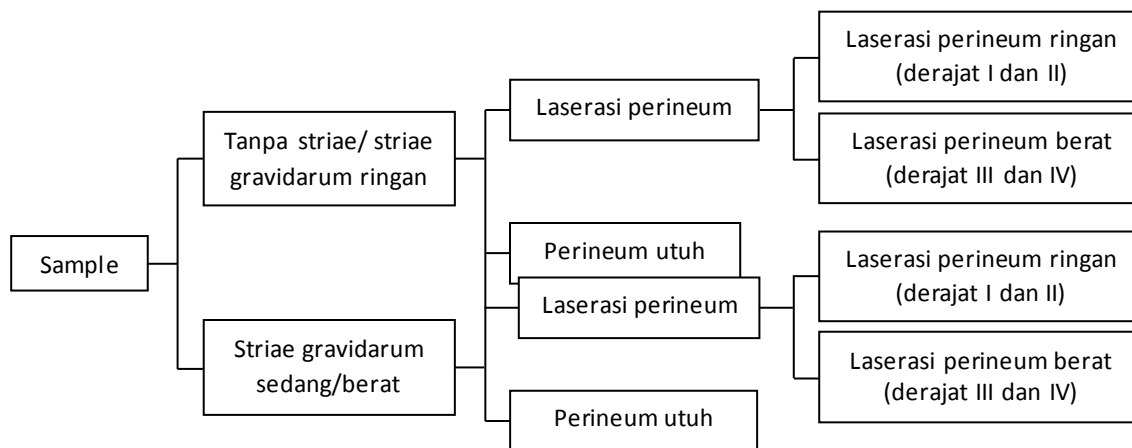 Sample
Tanpa striae/ striae
gravidarum ringan
Laserasi perineum
Laserasi perineum ringan
(derajat I dan II)
Laserasi perineum berat
(derajat III dan IV)
Perineum utuh
Striae gravidarum
sedang/berat
Laserasi perineum
Laserasi perineum ringan
(derajat I dan II)
Laserasi perineum berat
(derajat III dan IV)
Perineum utuh